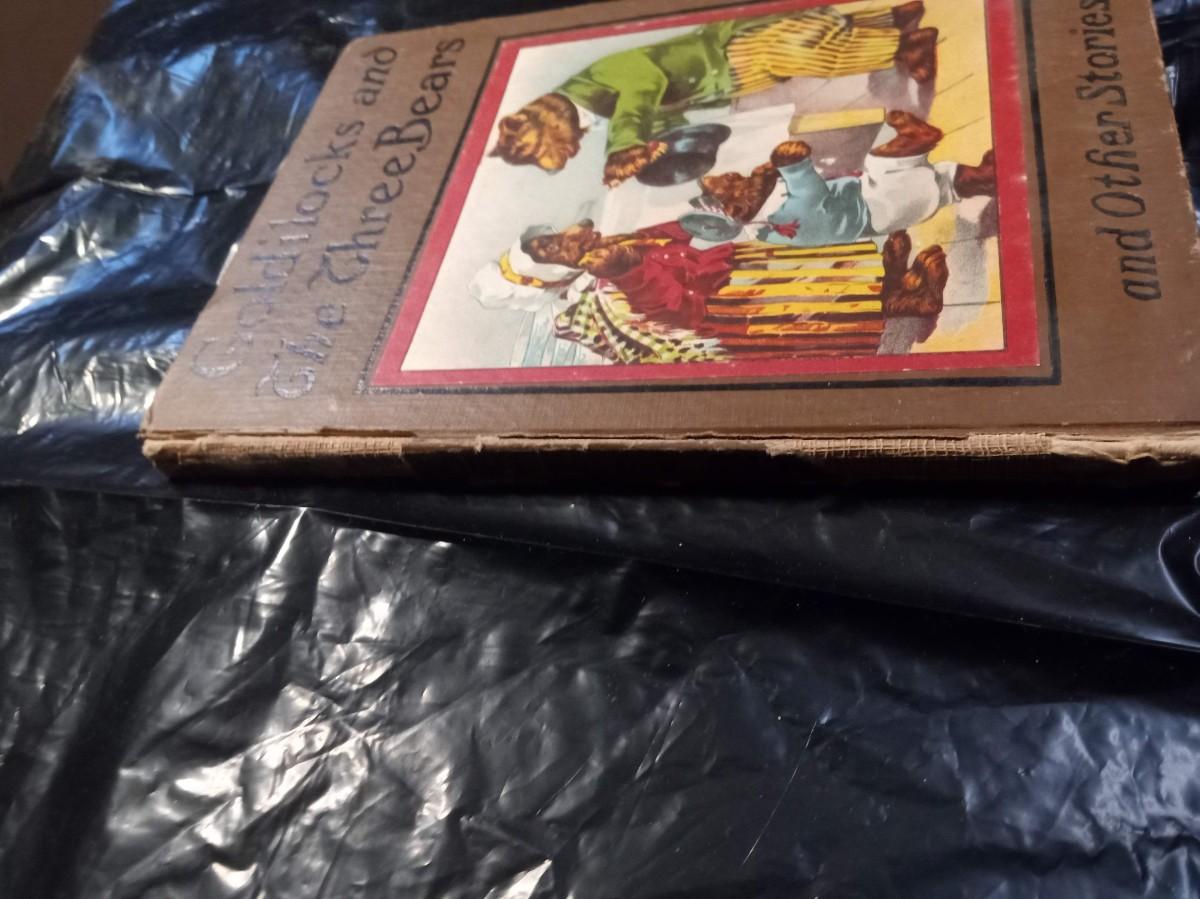 Goldilocks and
The Three Bears
and Other Stories